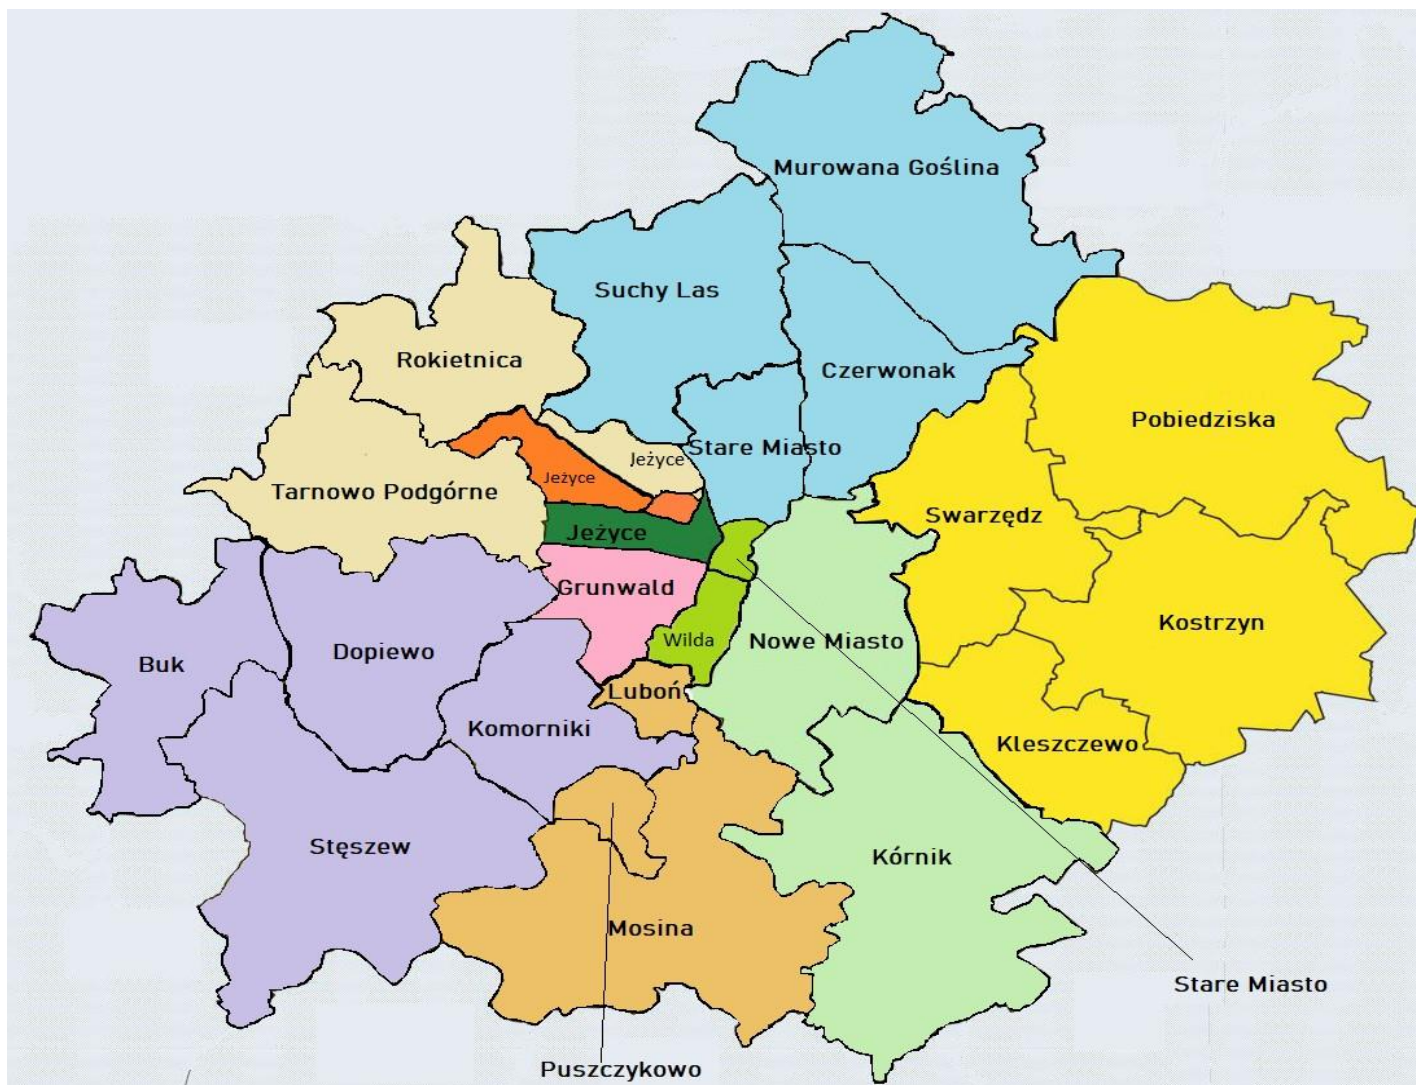 Murowana Goślina
Suchy Las
Rokietnica
Czerwonak
Pobiedziska
Stare Miasto
Jeżyce
Jeżyce
Tarnowo Podgórne
Swarzędz
Jeżyce
Grunwald
Kostrzyn
Wilda
Nowe Miasto
Dopiewo
Buk
Luboń
Komorniki
Kleszczewo
Stęszew
Kórnik
Mosina
Stare Miasto
Puszczykowo